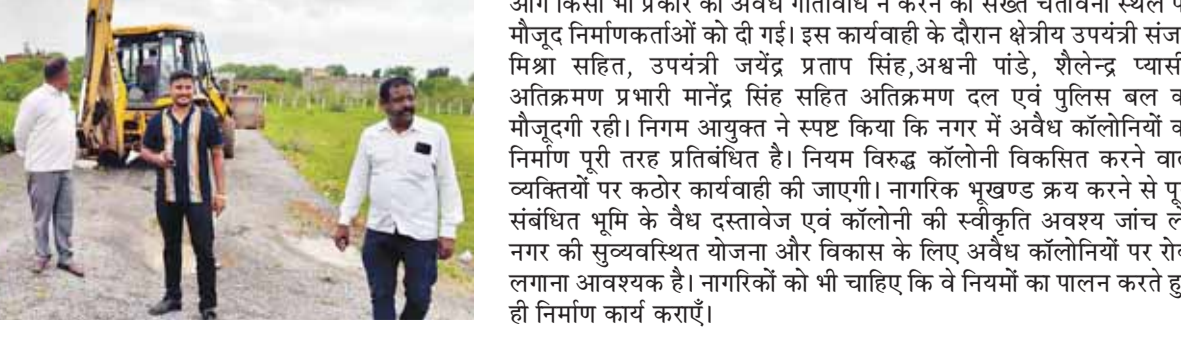 आगे किसी भी प्रकार की अवैध गतिविधि न करने की सख्त चेतावनी स्थल
मौजूद निर्माणकर्ताओं को दी गई। इस कार्यवाही के दौरान क्षेत्रीय उपयंत्री
मिश्रा सहित, उपयंत्री जयेंद्र प्रताप सिंह,अश्वनी पांडे, शैलेन्द्र प्यासी
अतिक्रमण प्रभारी मानेंद्र सिंह सहित अतिक्रमण दल एवं पुलिस बल
मौजूदगी रही। निगम आयुक्त ने स्पष्ट किया कि नगर में अवैध कॉलोनियों
निर्माण पूरी तरह प्रतिबंधित है। नियम विरुद्ध कॉलोनी विकसित करने
व्यक्तियों पर कठोर कार्यवाही की जाएगी। नागरिक भूखण्ड क्रय करने से
संबंधित भूमि के वैध दस्तावेज एवं कॉलोनी की स्वीकृति अवश्य जांच
नगर की सुव्यवस्थित योजना और विकास के लिए अवैध कॉलोनियों पर
लगाना आवश्यक है। नागरिकों को भी चाहिए कि वे नियमों का पालन करते
ही निर्माण कार्य कराएँ।